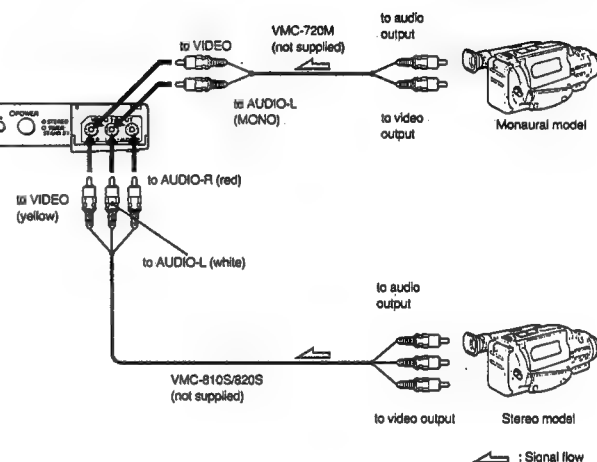 to VIDEO
VMC-720M
(not supplied)
to audio
output
to AUDIO-L
(MONO)
to video
output
Monaural model
POWER
STEREO
to VIDEO
(yellow)
to AUDIO-R (red)
to AUDIO-L (white)
to audio
output
VMC-810S/820S
(not supplied)
to video output
Stereo model
: Signal flow